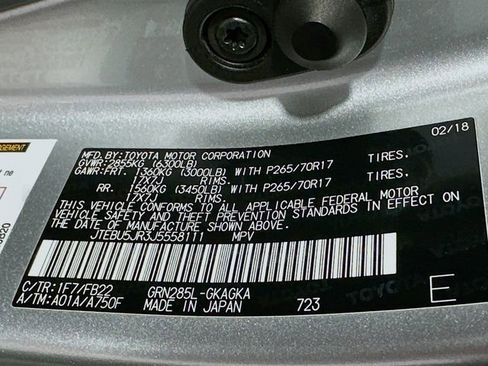 MFD. BY:TOYOTA MOTOR CORPORATION 02/18
GVWR:2855KG (6300LB)
GAWR:FRT. 1360KG (3000LB) WITH P265/70R17 TIRES.
17X7J RIMS.
RR. 1560KG (3450LB) WITH P265/70R17 TIRES.
17X7J RIMS.
THIS VEHICLE CONFORMS TO ALL APPLICABLE FEDERAL MOTOR
VEHICLE SAFETY AND THEFT PREVENTION STANDARDS IN EFFECT ON
THE DATE OF MANUFACTURE SHOWN ABOVE.
JTEBU5JR3J5558111 MPV
C/TR:1F7/FB22 GRN285L-GKAGKA E
A/TM:A01A/A750F MADE IN JAPAN 723